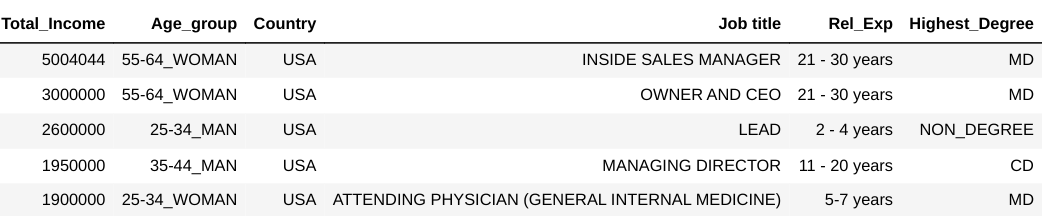 Total_Income Age_group Country Job title Rel_Exp Highest_Degree
5004044 55-64_WOMAN USA INSIDE SALES MANAGER 21 - 30 years MD
3000000 55-64_WOMAN USA OWNER AND CEO 21 - 30 years MD
2600000 25-34_MAN USA LEAD 2 - 4 years NON_DEGREE
1950000 35-44_MAN USA MANAGING DIRECTOR 11 - 20 years CD
1900000 25-34_WOMAN USA ATTENDING PHYSICIAN (GENERAL INTERNAL MEDICINE) 5-7 years MD